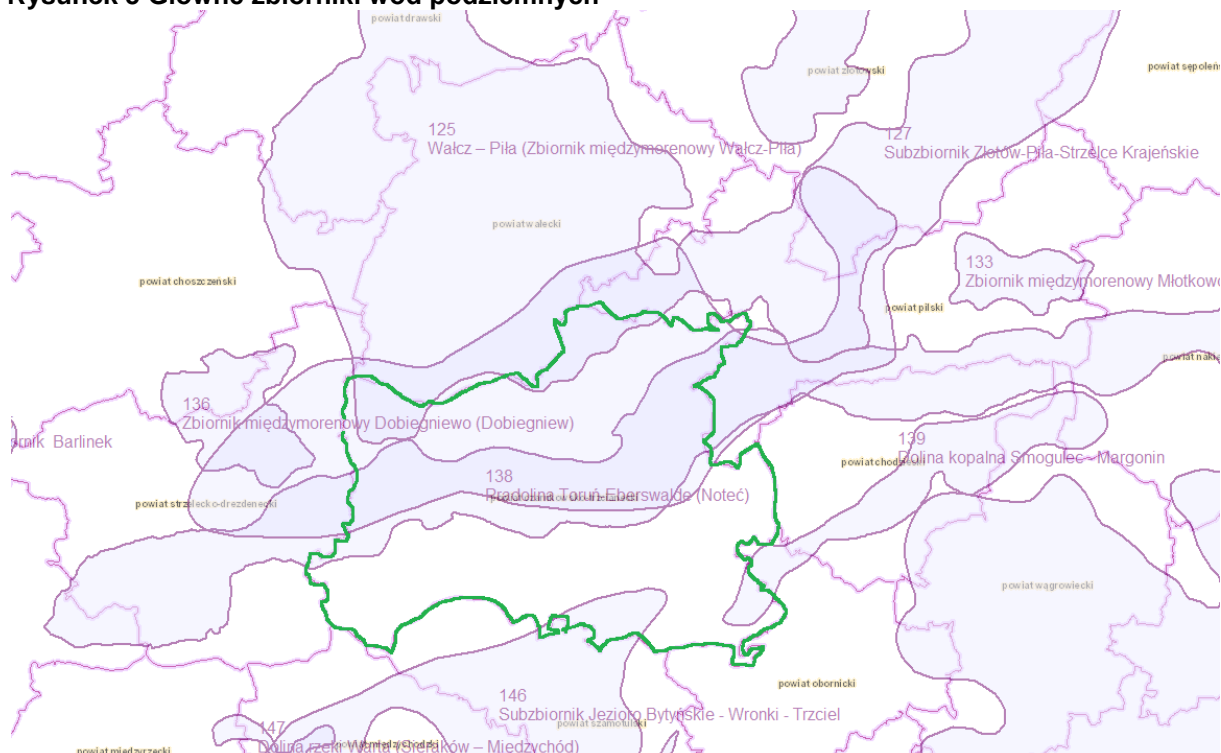 Rysunek 5 Główne zbiorniki wód podziemnych
powiat drawski
powiat złotowski
powiat sępoleńs
125
Wałcz – Piła (Zbiornik międzymorenowy Wałcz-Piła)
127
Subzbiornik Złotów-Piła-Strzelce Krajeńskie
powiat wałecki
133
Zbiornik międzymorenowy Młotkowo
powiat choszczeński
powiat pilski
powiat nakie
136
Zbiornik międzymorenowy Dobiegniewo (Dobiegniew)
Barlinek
139
Dolina kopalna Smogulec - Margonin
powiat chodzieski
138
Pradolina Toruń-Eberswalde (Noteć)
powiat strzelecko-drezdenecki
powiat wągrowiecki
powiat obornicki
146
Subzbiornik Jezioro Bytyńskie - Wronki - Trzciel
powiat szamotulski
147
Dolina rzeki Warta (Sieraków – Międzychód)
powiat międzychodzki
powiat międzyrzecki